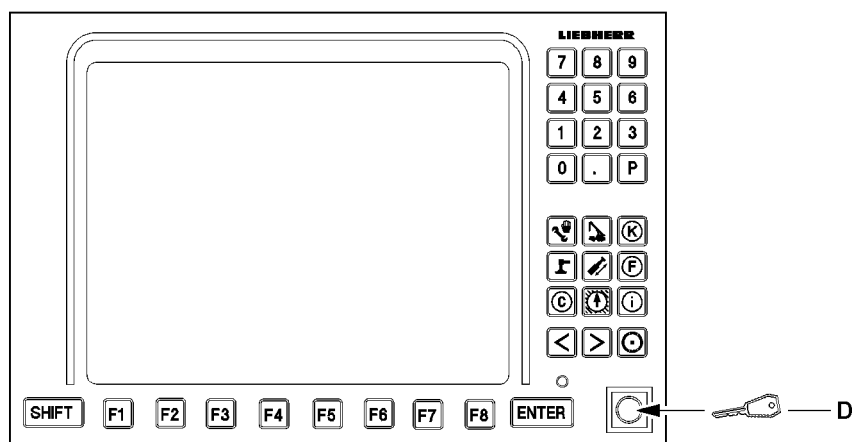 LIEBHERR
7 8 9
4 5 6
1 2 3
0 . P
K
F
C i
< >
SHIFT F1 F2 F3 F4 F5 F6 F7 F8 ENTER D